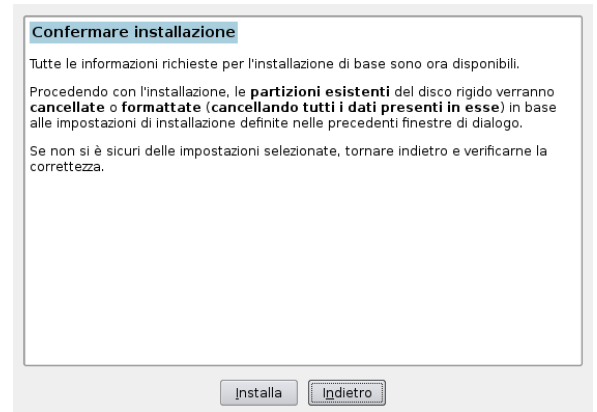 Confermare installazione
Tutte le informazioni richieste per l'installazione di base sono ora disponibili.
Procedendo con l'installazione, le partizioni esistenti del disco rigido verranno
cancellate o formattate (cancellando tutti i dati presenti in esse) in base
alle impostazioni di installazione definite nelle precedenti finestre di dialogo.
Se non si è sicuri delle impostazioni selezionate, tornare indietro e verificarne la
correttezza.
Installa
Indietro